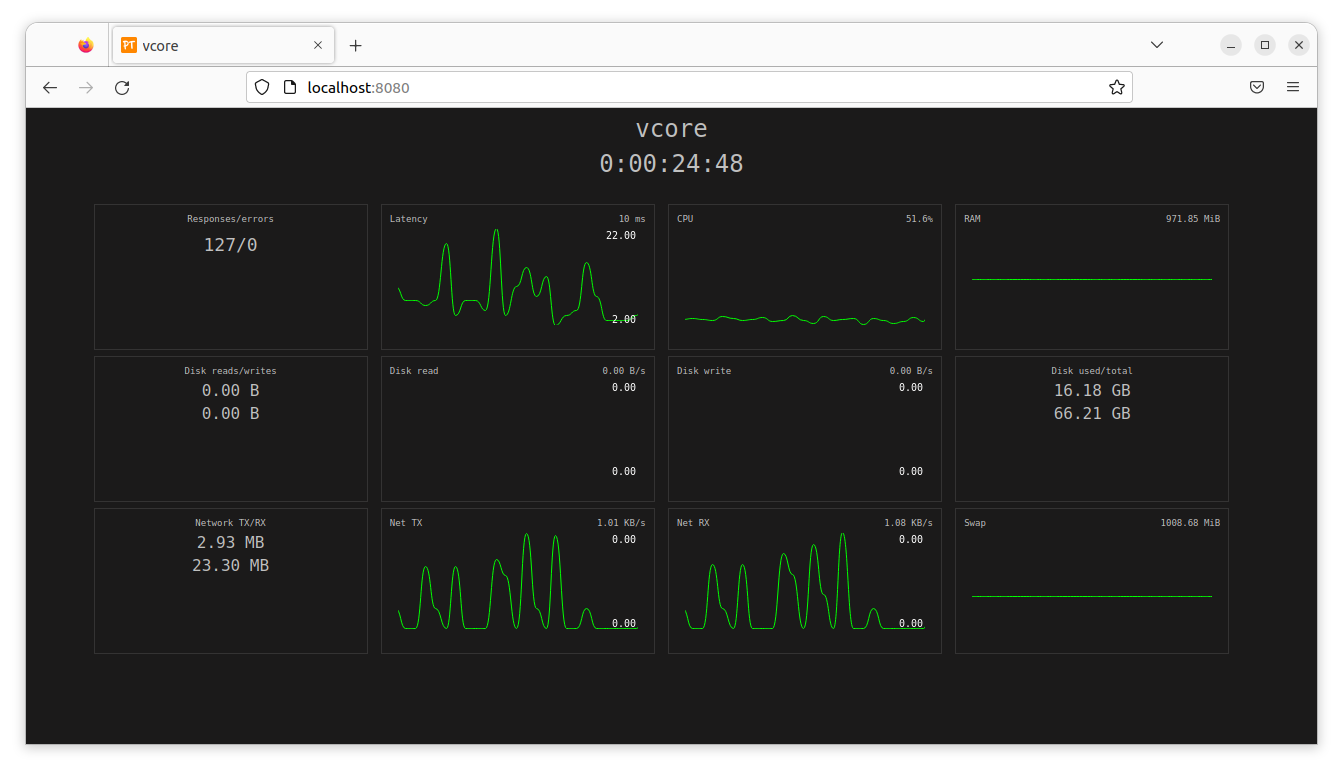 PT vcore
localhost:8080
vcore
0:00:24:48
Responses/errors
127/0
Latency 10 ms
22.00
2.00
CPU 51.6%
RAM 971.85 MiB
Disk reads/writes
0.00 B
0.00 B
Disk read 0.00 B/s
0.00
0.00
Disk write 0.00 B/s
0.00
0.00
Disk used/total
16.18 GB
66.21 GB
Network TX/RX
2.93 MB
23.30 MB
Net TX 1.01 KB/s
0.00
0.00
Net RX 1.08 KB/s
0.00
0.00
Swap 1008.68 MiB